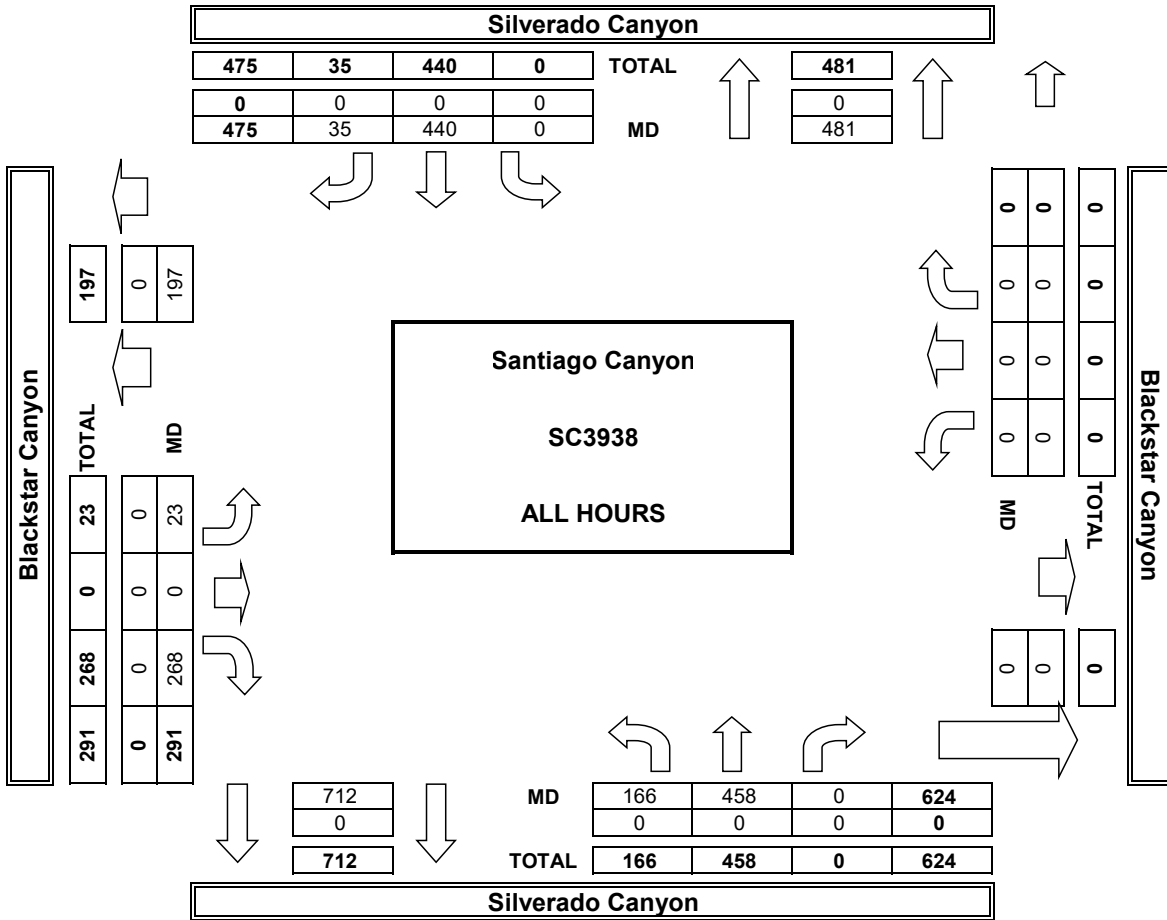 Silverado Canyon
475 35 440 0 TOTAL 481
0 0 0 0 0
475 35 440 0 MD 481
Blackstar Canyon
197 0 197
TOTAL MD
23 0 23
0 0 0
268 0 268
291 0 291
Santiago Canyon
SC3938
ALL HOURS
0 0 0
0 0 0
0 0 0
0 0 0
MD TOTAL
0 0 0
Blackstar Canyon
712 MD 166 458 0 624
0 0 0 0 0
712 TOTAL 166 458 0 624
Silverado Canyon